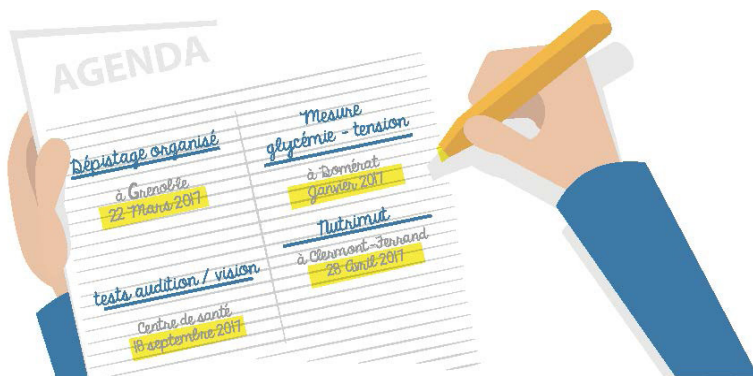 AGENDA
Dépistage organisé
à Grenoble
22 Mars 2017
tests audition / vision
Centre de santé
18 septembre 2017
Mesure
glycémie - tension
à Domérat
Janvier 2017
Nutrimut
à Clermont-Ferrand
28 Avril 2017